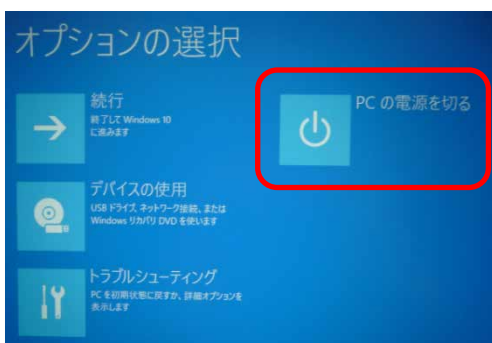 オプションの選択
続行
終了して Windows 10
に進みます
デバイスの使用
USB ドライブ、ネットワーク接続、または
Windows リカバリ DVD を使います
トラブルシューティング
PC を初期状態に戻すか、詳細オプションを
表示します
PC の電源を切る